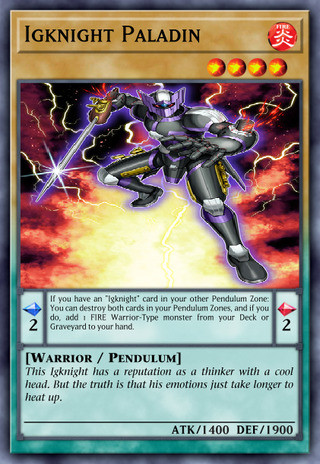 Igknight Paladin
FIRE
炎
If you have an "Igknight" card in your other Pendulum Zone:
You can destroy both cards in your Pendulum Zones, and if you
do, add 1 FIRE Warrior-Type monster from your Deck or
Graveyard to your hand.
2
2
[Warrior / Pendulum]
This Igknight has a reputation as a thinker with a cool
head. But the truth is that his emotions just take longer to
heat up.
ATK/1400 DEF/1900